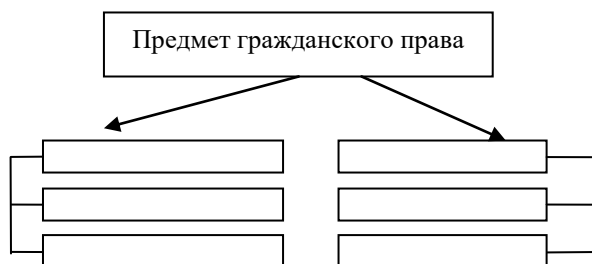 Предмет гражданского права